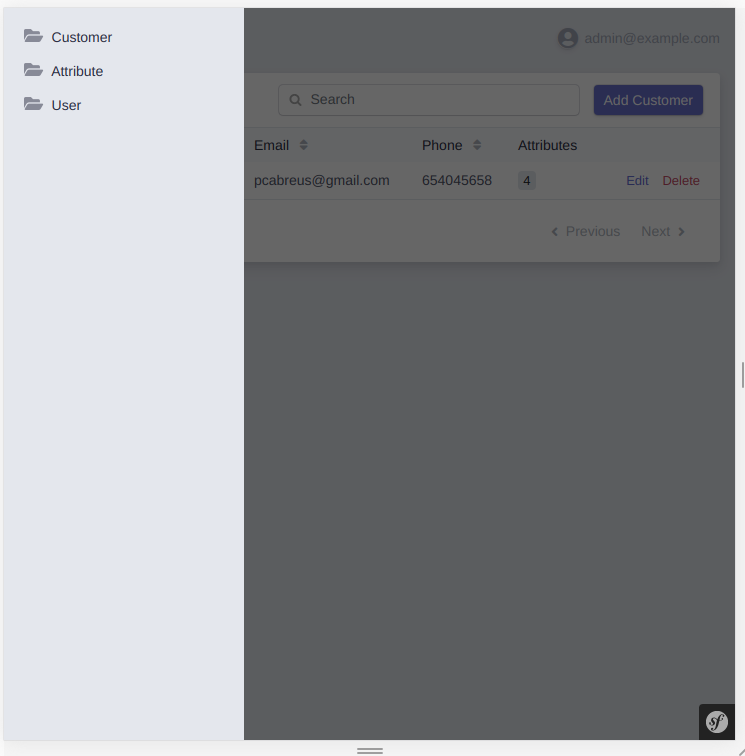 Customer
Attribute
User
admin@example.com
Search
Add Customer
Email Phone Attributes
pcabreus@gmail.com 654045658 4 Edit Delete
Previous Next
sf